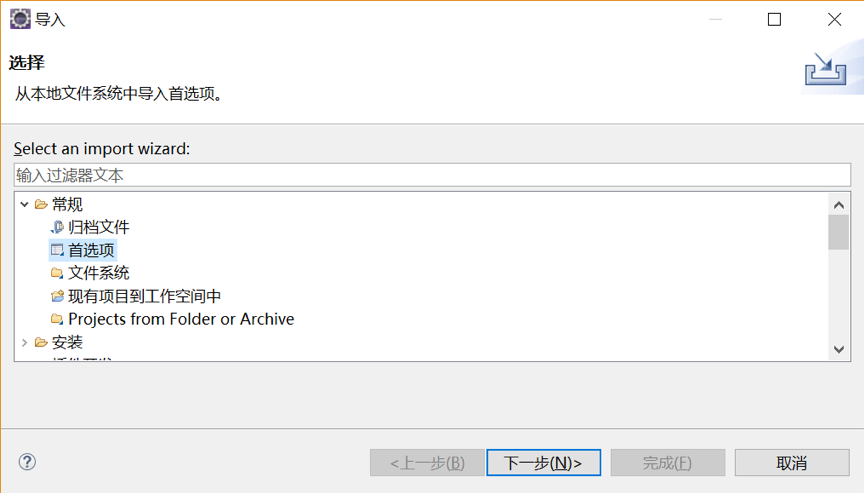 导入
选择
从本地文件系统中导入首选项。
Select an import wizard:
输入过滤器文本
常规
归档文件
首选项
文件系统
现有项目到工作空间中
Projects from Folder or Archive
安装
<上一步(B) 下一步(N)> 完成(F) 取消